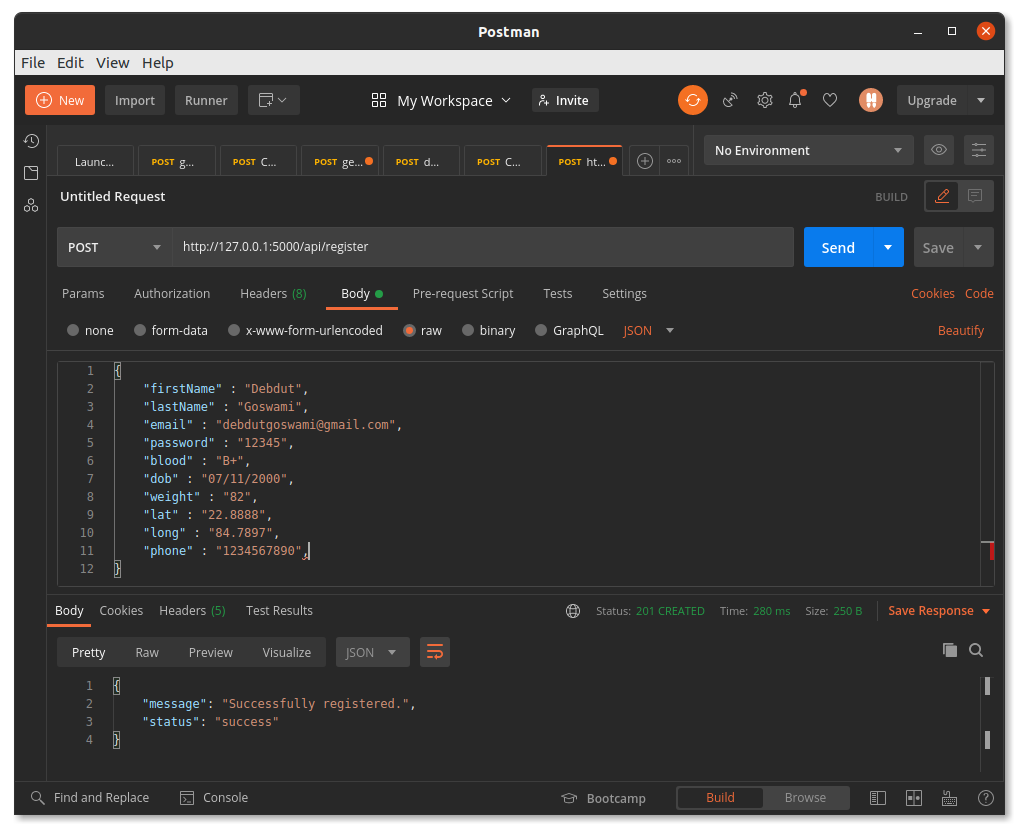 Postman
File Edit View Help
New Import Runner My Workspace Invite Upgrade
Launc... POST g... POST C... POST ge... POST d... POST C... POST ht... No Environment
Untitled Request BUILD
POST http://127.0.0.1:5000/api/register Send Save
Params Authorization Headers (8) Body Pre-request Script Tests Settings Cookies Code
none form-data x-www-form-urlencoded raw binary GraphQL JSON Beautify
1 {
2 "firstName" : "Debdut",
3 "lastName" : "Goswami",
4 "email" : "debdutgoswami@gmail.com",
5 "password" : "12345",
6 "blood" : "B+",
7 "dob" : "07/11/2000",
8 "weight" : "82",
9 "lat" : "22.8888",
10 "long" : "84.7897",
11 "phone" : "1234567890",
12 }
Body Cookies Headers (5) Test Results Status: 201 CREATED Time: 280 ms Size: 250 B Save Response
Pretty Raw Preview Visualize JSON
1 {
2 "message": "Successfully registered.",
3 "status": "success"
4 }
Find and Replace Console Bootcamp Build Browse